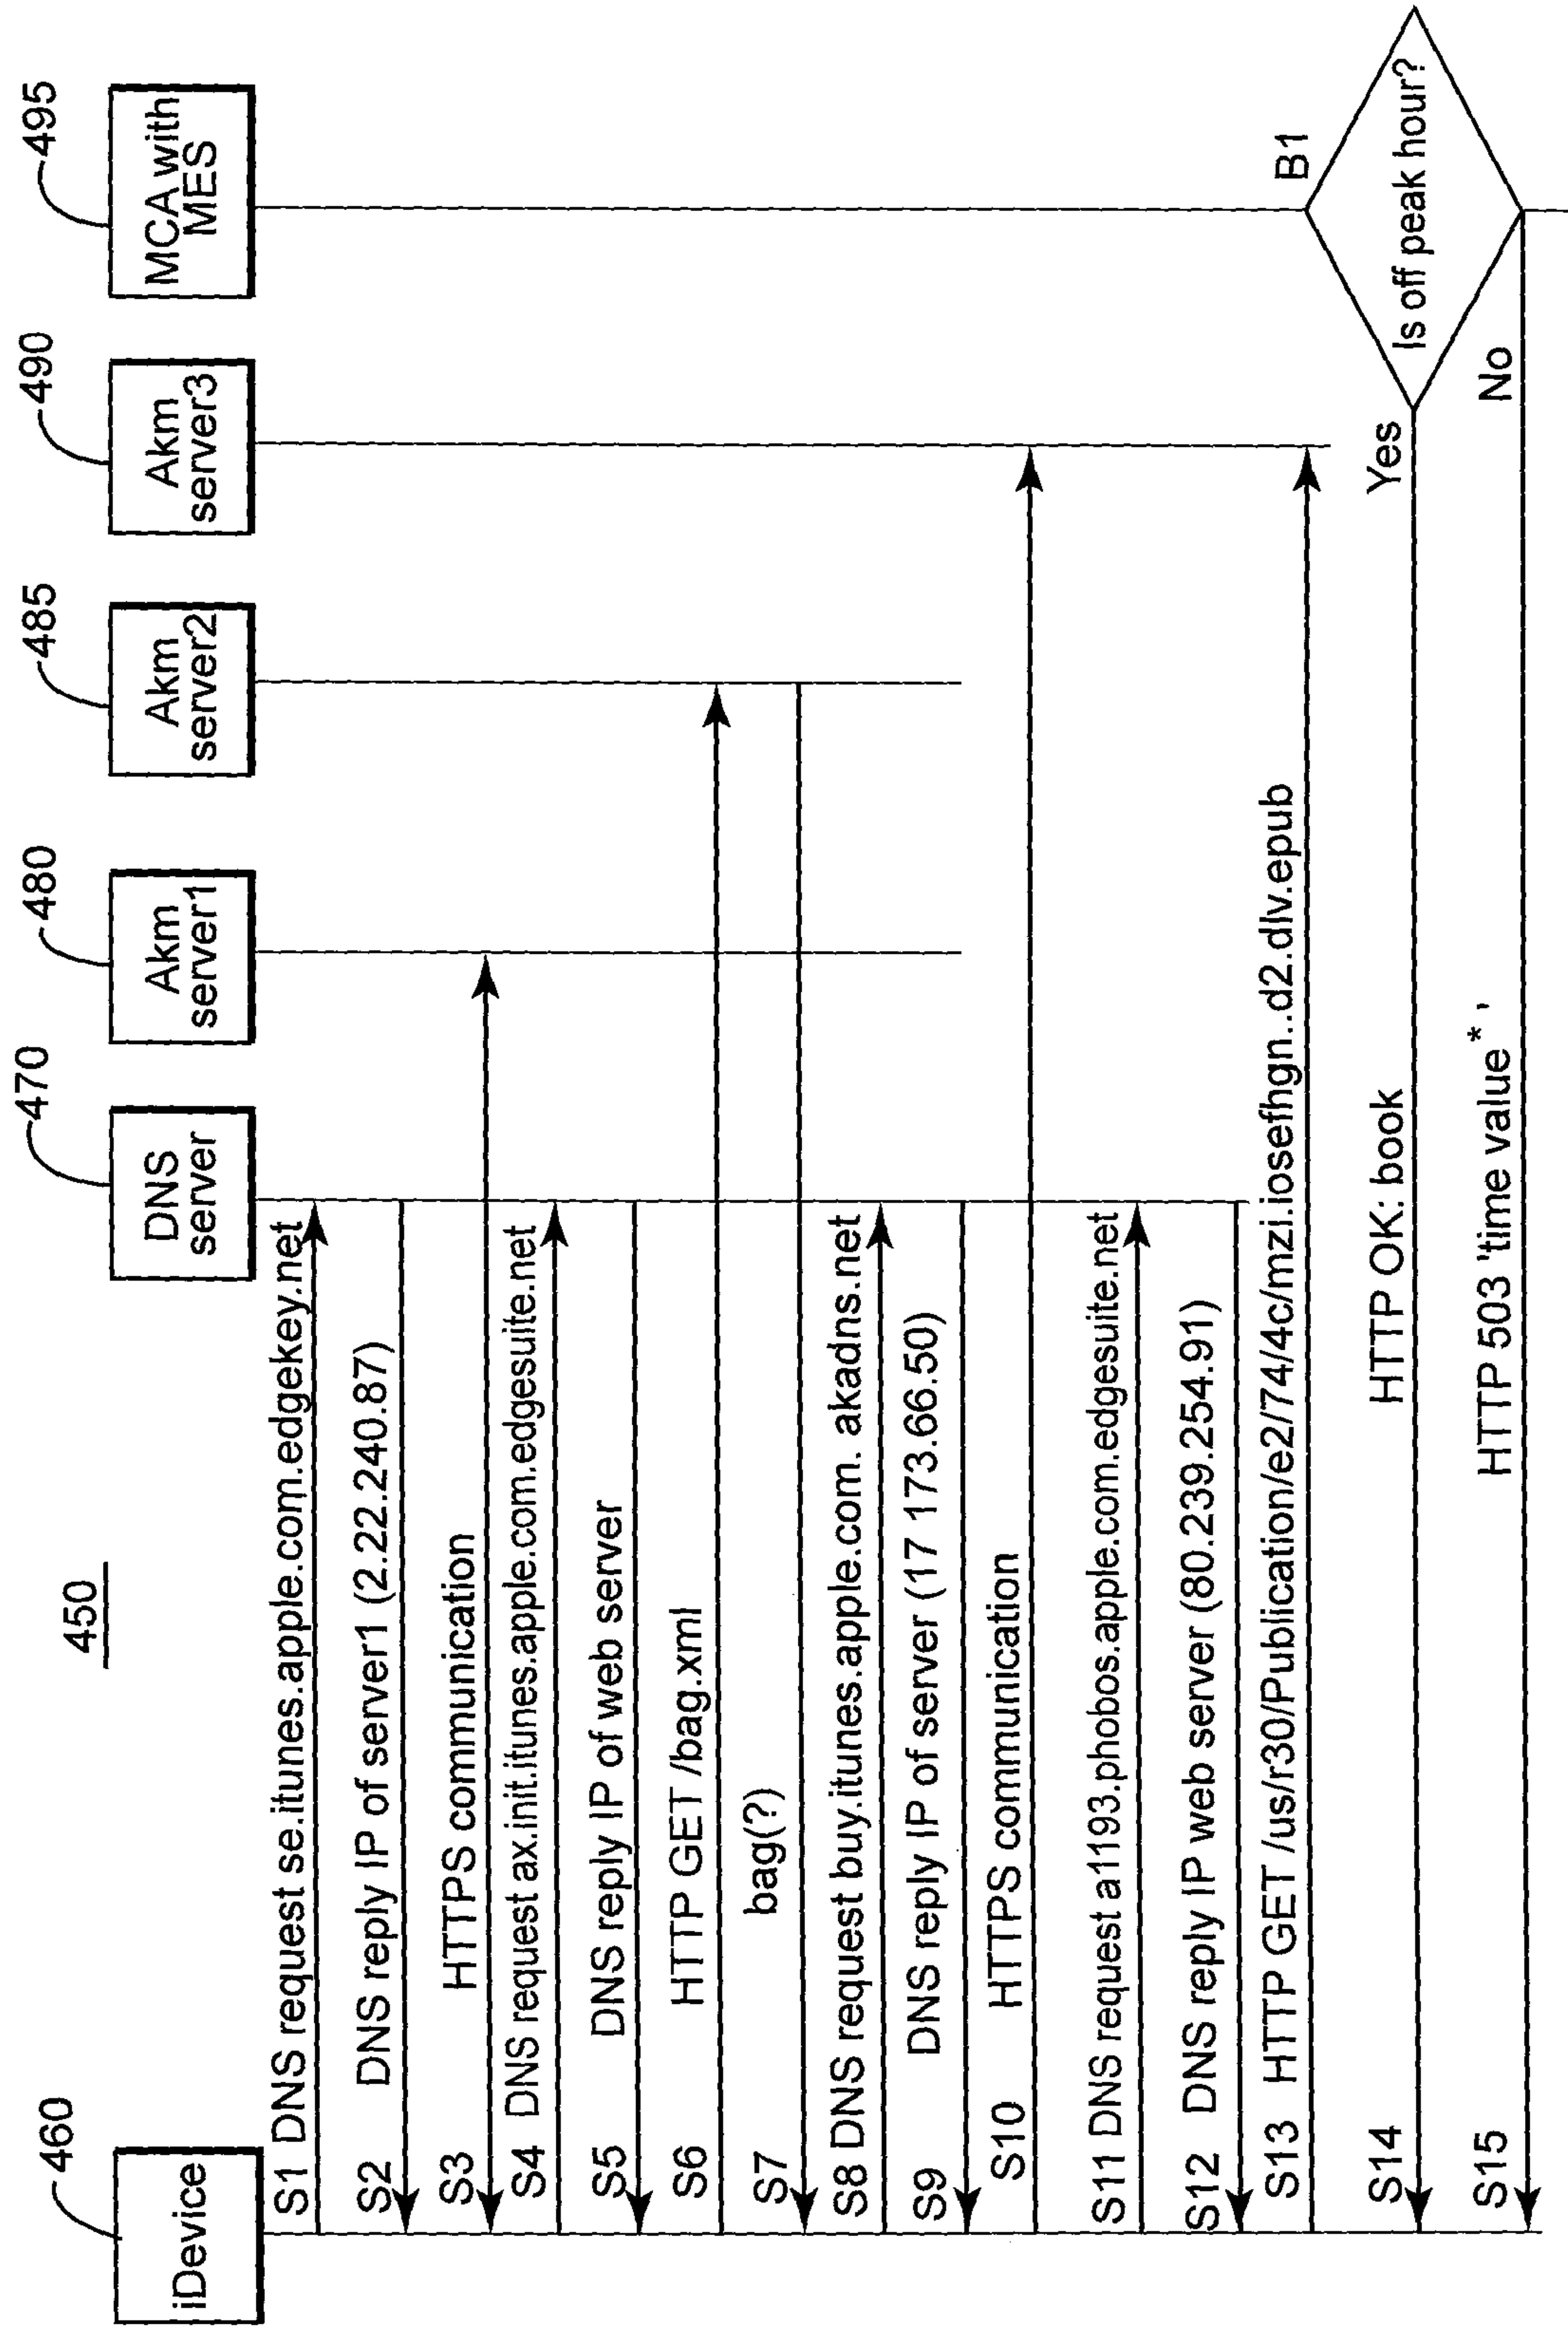 450
460
iDevice
470
DNS
server
480
Akm
server1
485
Akm
server2
490
Akm
server3
495
MCA with
MES
S1 DNS request se.itunes.apple.com.edgekey.net
S2 DNS reply IP of server1 (2.22.240.87)
S3 HTTPS communication
S4 DNS request ax.init.itunes.apple.com.edgesuite.net
S5 DNS reply IP of web server
S6 HTTP GET /bag.xml
S7 bag(?)
S8 DNS request buy.itunes.apple.com. akadns.net
S9 DNS reply IP of server (17 173.66.50)
S10 HTTPS communication
S11 DNS request a1193.phobos.apple.com.edgesuite.net
S12 DNS reply IP web server (80.239.254.91)
S13 HTTP GET /us/r30/Publication/e2/74/4c/mzi.iosefhgn..d2.dlv.epub
B1
Is off peak hour?
S14 HTTP OK: book Yes
S15 HTTP 503 'time value* ' No